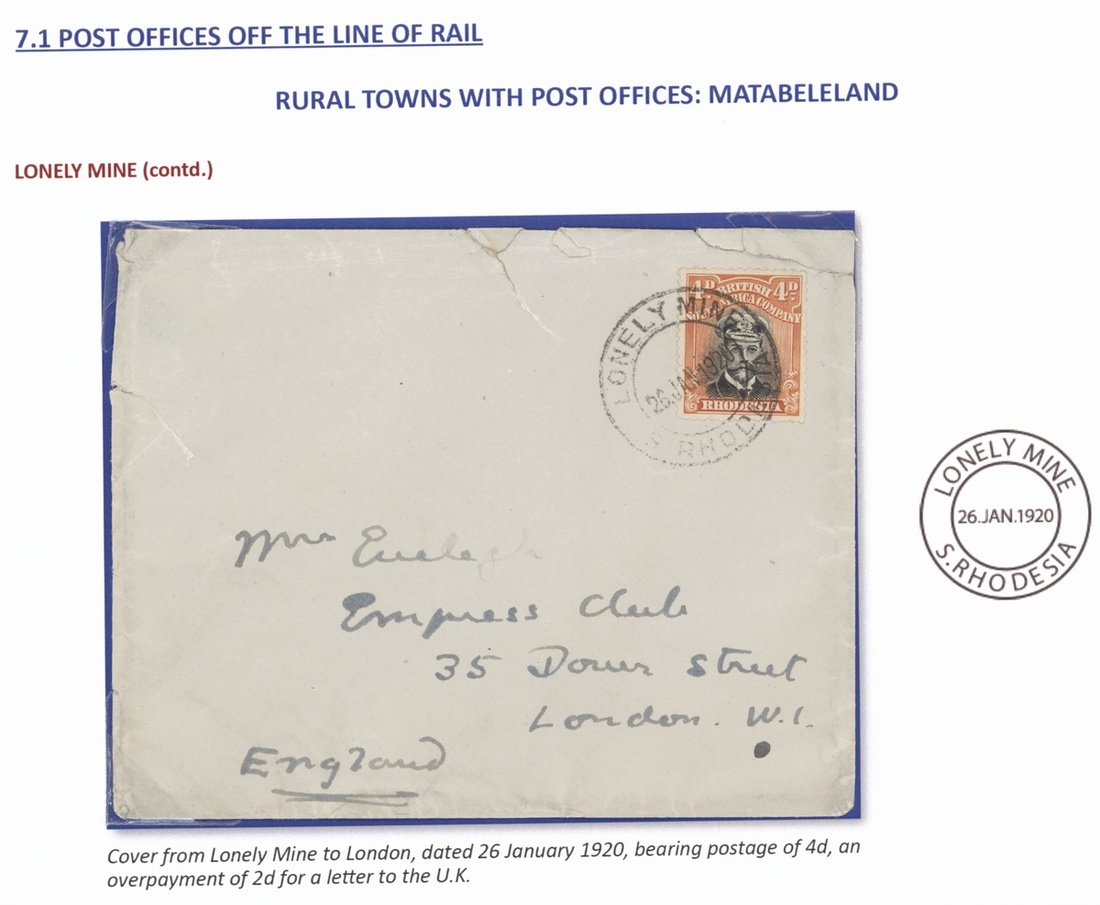 7.1 POST OFFICES OFF THE LINE OF RAIL
RURAL TOWNS WITH POST OFFICES: MATABELELAND
LONELY MINE (contd.)
4D BRITISH 4D
SOUTH AFRICA COMPANY
RHODESIA
LONELY MINE
26.JAN.1920
S. RHODESIA
Mrs
Empress Club
35 Dover Street
London. W.1.
England
LONELY MINE
26.JAN.1920
S.RHODESIA
Cover from Lonely Mine to London, dated 26 January 1920, bearing postage of 4d, an
overpayment of 2d for a letter to the U.K.